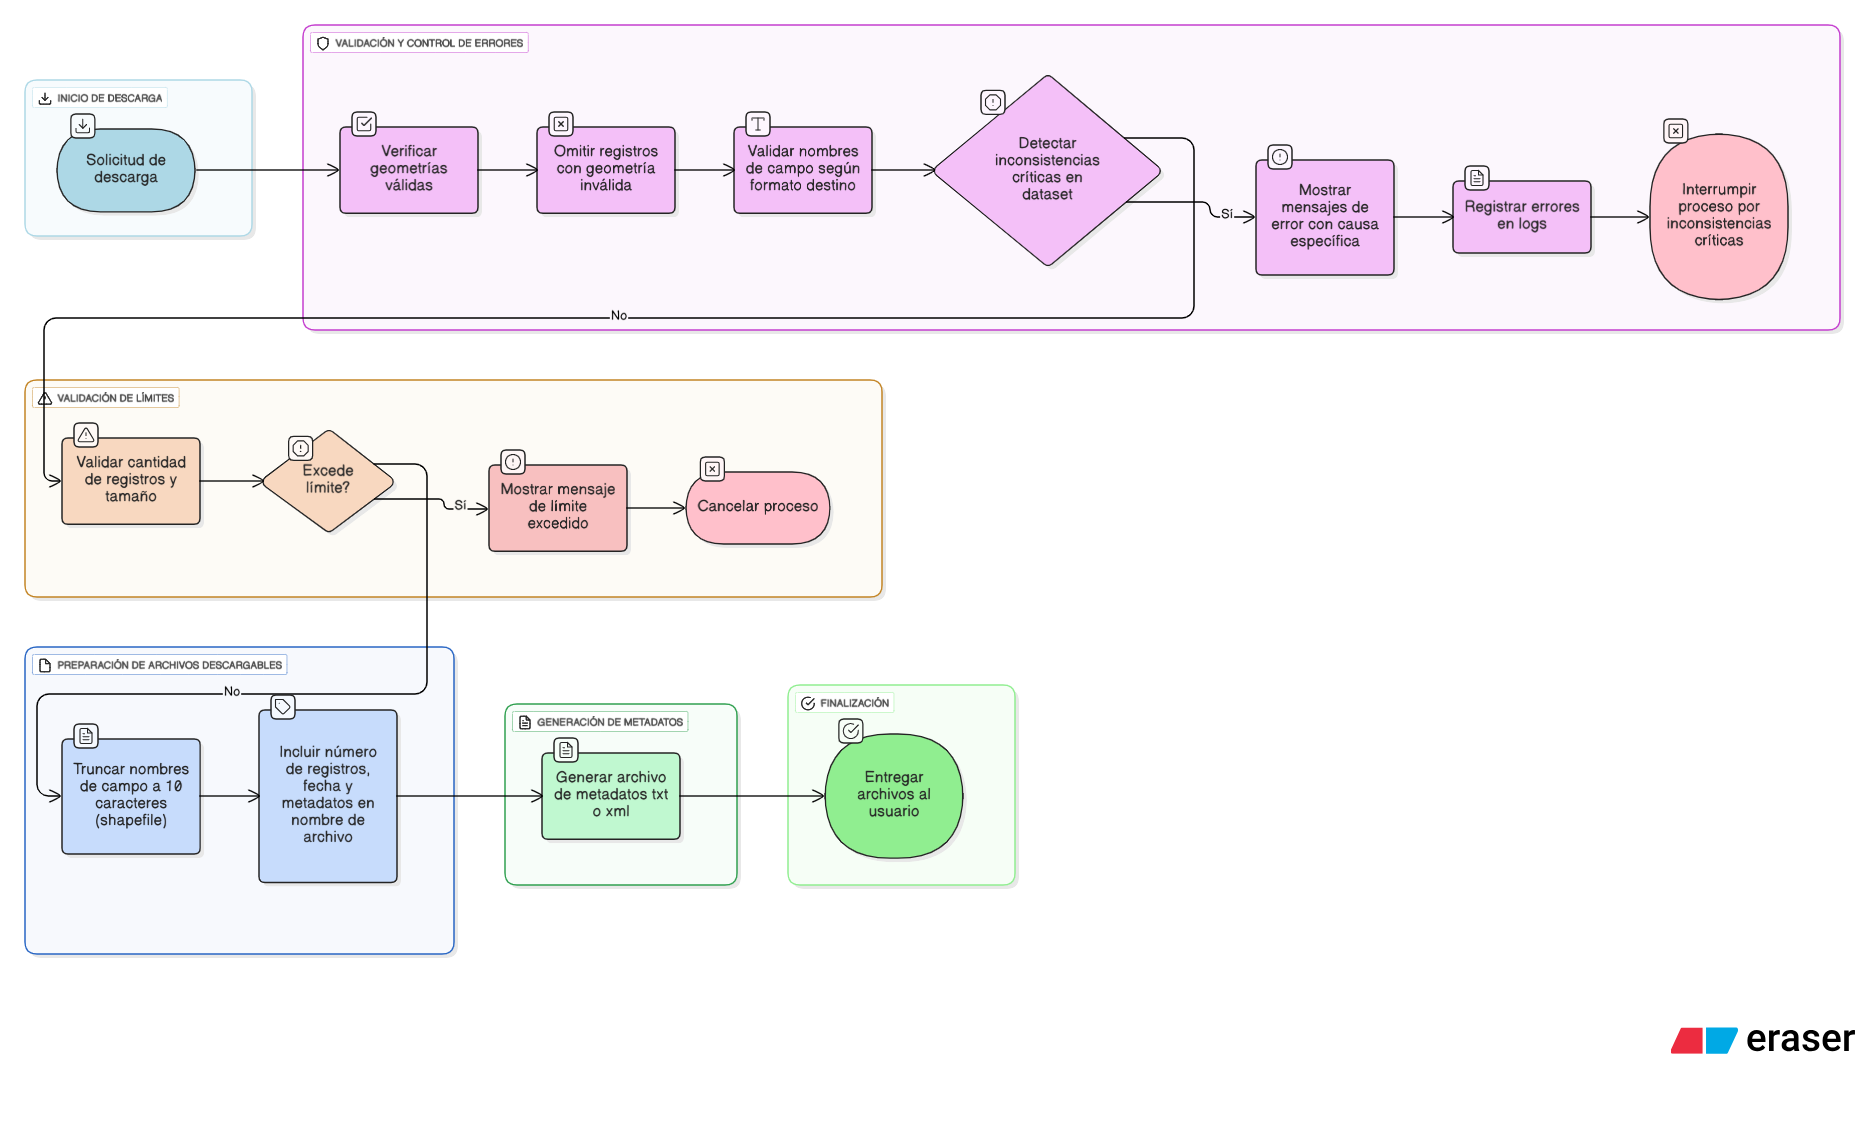 VALIDACIÓN Y CONTROL DE ERRORES
INICIO DE DESCARGA
Solicitud de
descarga
Verificar
geometrías
válidas
Omitir registros
con geometría
inválida
Validar nombres
de campo según
formato destino
Detectar
inconsistencias
críticas en
dataset
Sí
Mostrar
mensajes de
error con causa
específica
Registrar errores
en logs
Interrumpir
proceso por
inconsistencias
críticas
No
VALIDACIÓN DE LÍMITES
Validar cantidad
de registros y
tamaño
Excede
límite?
Sí
Mostrar mensaje
de límite
excedido
Cancelar proceso
PREPARACIÓN DE ARCHIVOS DESCARGABLES
No
Truncar nombres
de campo a 10
caracteres
(shapefile)
Incluir número
de registros,
fecha y
metadatos en
nombre de
archivo
GENERACIÓN DE METADATOS
Generar archivo
de metadatos txt
o xml
FINALIZACIÓN
Entregar
archivos al
usuario
eraser